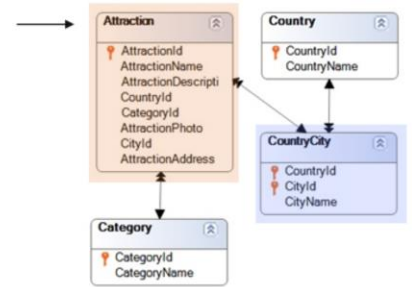 Attraction
AttractionId
AttractionName
AttractionDescripti
CountryId
CategoryId
AttractionPhoto
CityId
AttractionAddress
Country
CountryId
CountryName
CountryCity
CountryId
CityId
CityName
Category
CategoryId
CategoryName